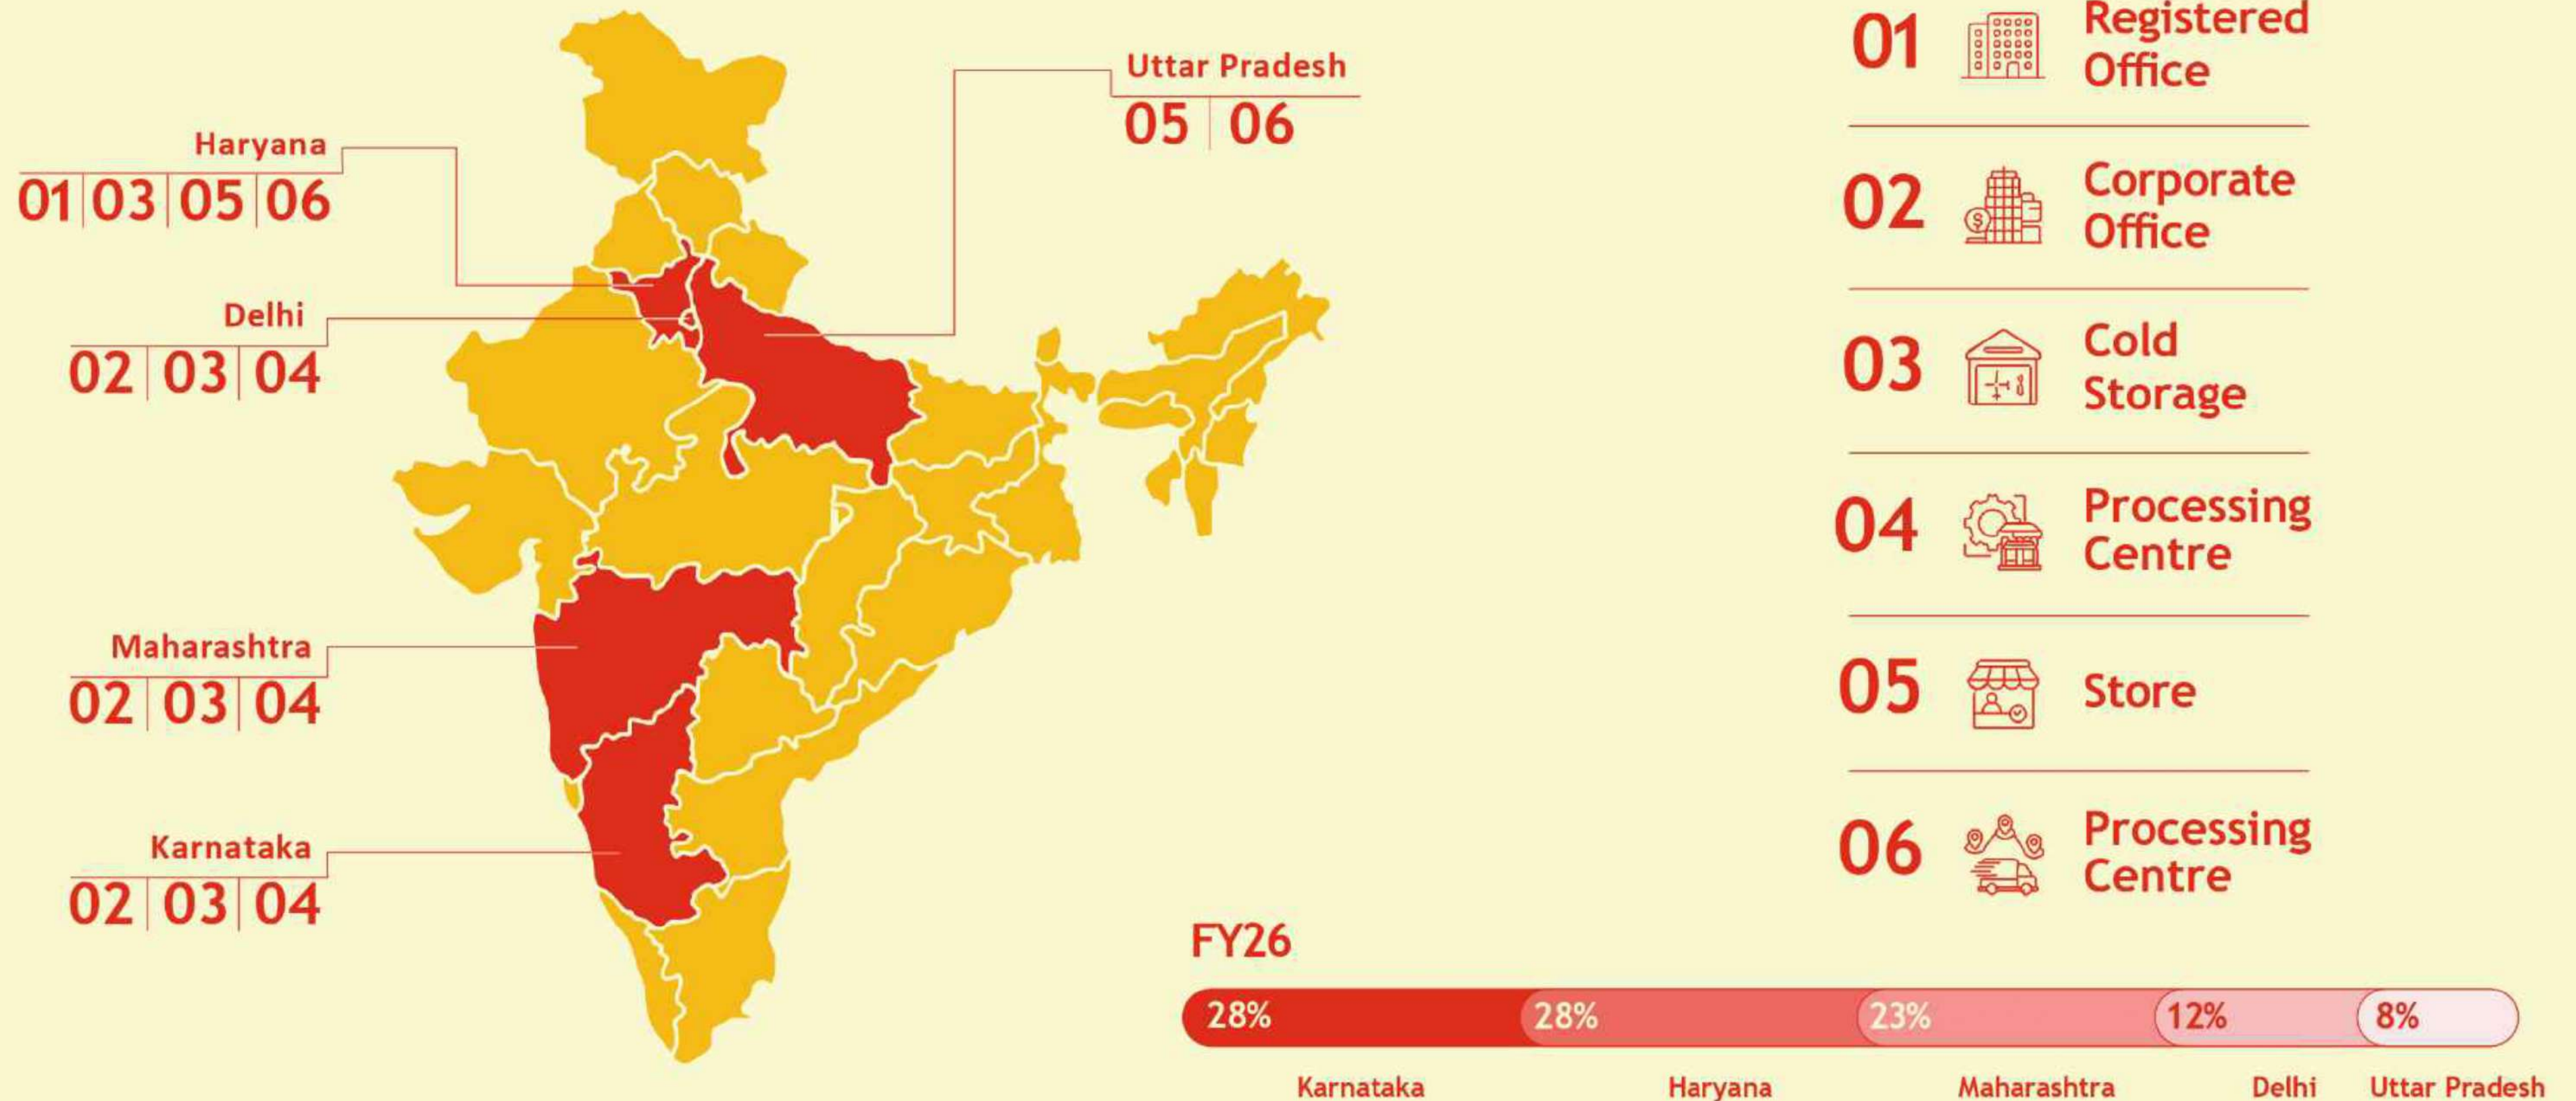 Uttar Pradesh
05 | 06
Haryana
01 | 03 | 05 | 06
Delhi
02 | 03 | 04
Maharashtra
02 | 03 | 04
Karnataka
02 | 03 | 04
01
Registered
Office
02
$
Corporate
Office
03
Cold
Storage
04
Processing
Centre
05
Store
06
Processing
Centre
FY26
28% 28% 23% 12% 8%
Karnataka Haryana Maharashtra Delhi Uttar Pradesh